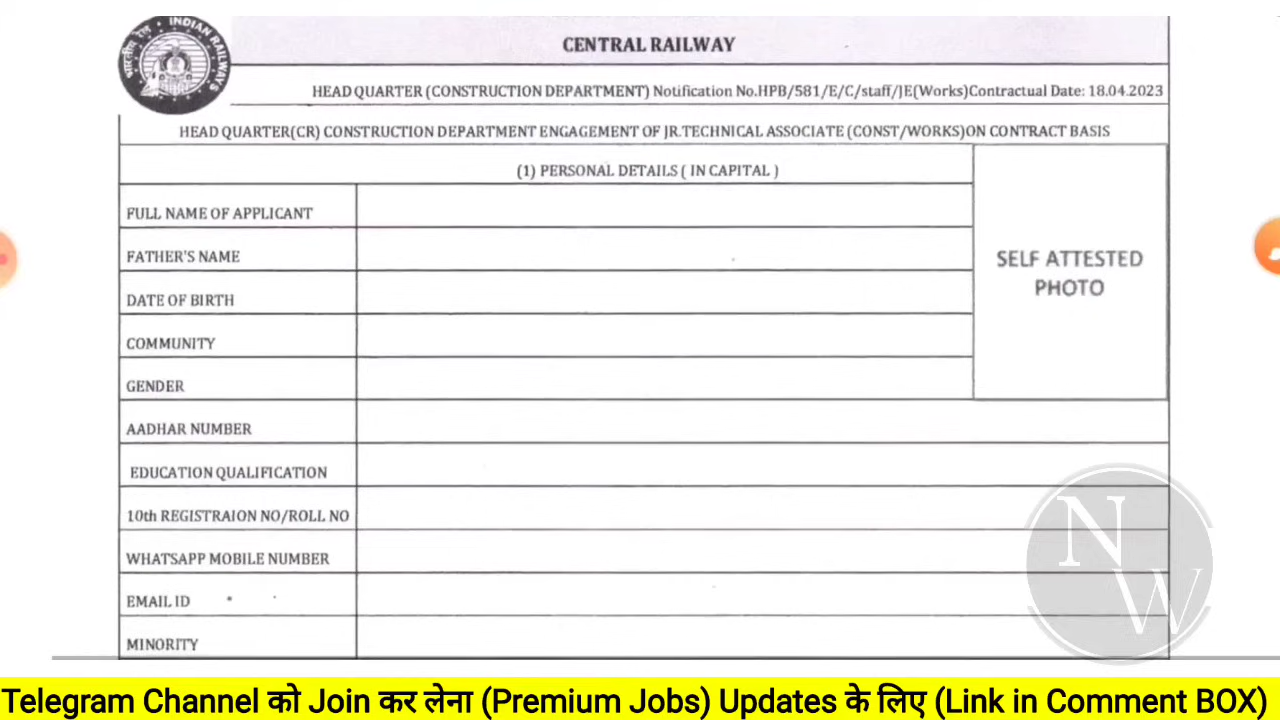 भारतीय रेल • INDIAN RAILWAYS
CENTRAL RAILWAY
HEAD QUARTER (CONSTRUCTION DEPARTMENT) Notification No.HPB/581/E/C/staff/JE(Works)Contractual Date: 18.04.2023
HEAD QUARTER(CR) CONSTRUCTION DEPARTMENT ENGAGEMENT OF JR.TECHNICAL ASSOCIATE (CONST/WORKS)ON CONTRACT BASIS
(1) PERSONAL DETAILS ( IN CAPITAL )
FULL NAME OF APPLICANT
FATHER'S NAME
SELF ATTESTED
PHOTO
DATE OF BIRTH
COMMUNITY
GENDER
AADHAR NUMBER
EDUCATION QUALIFICATION
10th REGISTRAION NO/ROLL NO
WHATSAPP MOBILE NUMBER
EMAIL ID
MINORITY
NW
Telegram Channel को Join कर लेना (Premium Jobs) Updates के लिए (Link in Comment BOX)